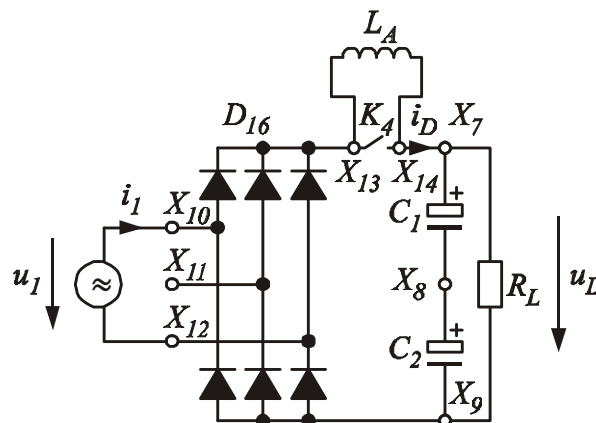 L_A
D_16 K_4 i_D X_7
X_13 X_14
i_1 X_10 C_1 +
u_1 X_11 X_8 R_L u_L
≈
X_12 C_2 +
X_9